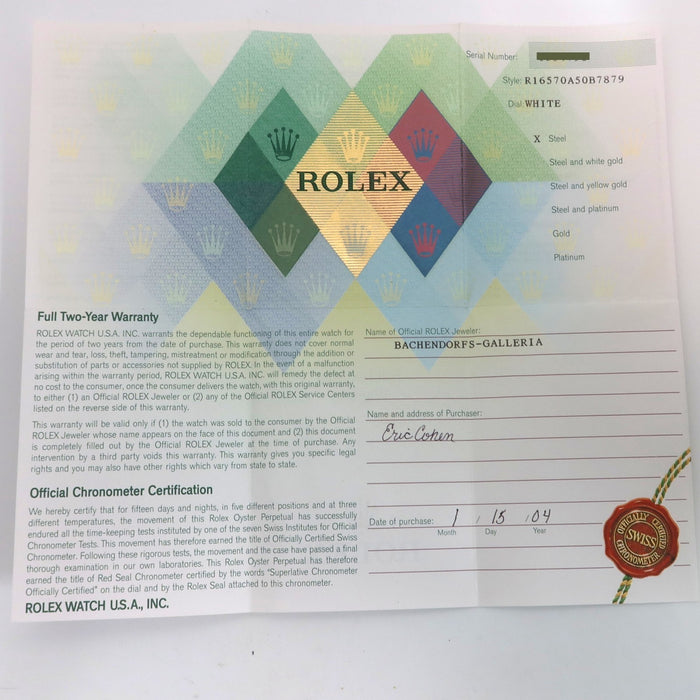 Serial Number:
Style: R16570A50B7879
Dial: WHITE
X Steel
Steel and white gold
Steel and yellow gold
Steel and platinum
Gold
Platinum
ROLEX
Full Two-Year Warranty
ROLEX WATCH U.S.A. INC. warrants the dependable functioning of this entire watch for
the period of two years from the date of purchase. This warranty does not cover normal
wear and tear, loss, theft, tampering, mistreatment or modification through the addition or
substitution of parts or accessories not supplied by ROLEX. In the event of a malfunction
arising within the warranty period, ROLEX WATCH U.S.A. INC. will remedy the defect at
no cost to the consumer, once the consumer delivers the watch, with this original warranty,
to either (1) an Official ROLEX Jeweler or (2) any of the Official ROLEX Service Centers
listed on the reverse side of this warranty.
This warranty will be valid only if (1) the watch was sold to the consumer by the Official
ROLEX Jeweler whose name appears on the face of this document and (2) this document
is completely filled out by the Official ROLEX Jeweler at the time of purchase. Any
intervention by a third party voids this warranty. This warranty gives you specific legal
rights and you may also have other rights which vary from state to state.
Official Chronometer Certification
We hereby certify that for fifteen days and nights, in five different positions and at three
different temperatures, the movement of this Rolex Oyster Perpetual has successfully
endured all the time-keeping tests instituted by one of the seven Swiss Institutes for Official
Chronometer Tests. This movement has therefore earned the title of Officially Certified Swiss
Chronometer. Following these rigorous tests, the movement and the case have passed a final
thorough examination in our own laboratories. This Rolex Oyster Perpetual has therefore
earned the title of Red Seal Chronometer certified by the words "Superlative Chronometer
Officially Certified" on the dial and by the Rolex Seal attached to this chronometer.
ROLEX WATCH U.S.A., INC.
Name of Official ROLEX Jeweler:
BACHENDORFS-GALLERIA
Name and address of Purchaser:
Eric Cohen
Date of purchase: 1 / 15 / 04
Month Day Year
OFFICIALLY CERTIFIED
SWISS
CHRONOMETER